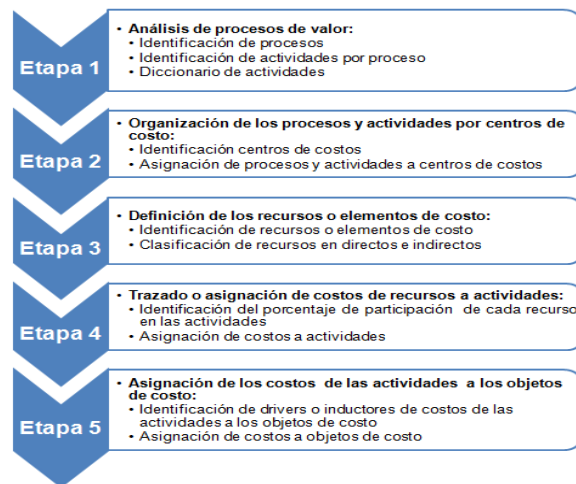 Etapa 1
• Análisis de procesos de valor:
• Identificación de procesos
• Identificación de actividades por proceso
• Diccionario de actividades
Etapa 2
• Organización de los procesos y actividades por centros de
costo:
• Identificación centros de costos
• Asignación de procesos y actividades a centros de costos
Etapa 3
• Definición de los recursos o elementos de costo:
• Identificación de recursos o elementos de costo
• Clasificación de recursos en directos e indirectos
Etapa 4
• Trazado o asignación de costos de recursos a actividades:
• Identificación del porcentaje de participación de cada recurso
en las actividades
• Asignación de costos a actividades
Etapa 5
• Asignación de los costos de las actividades a los objetos
de costo:
• Identificación de drivers o inductores de costos de las
actividades a los objetos de costo
• Asignación de costos a objetos de costo